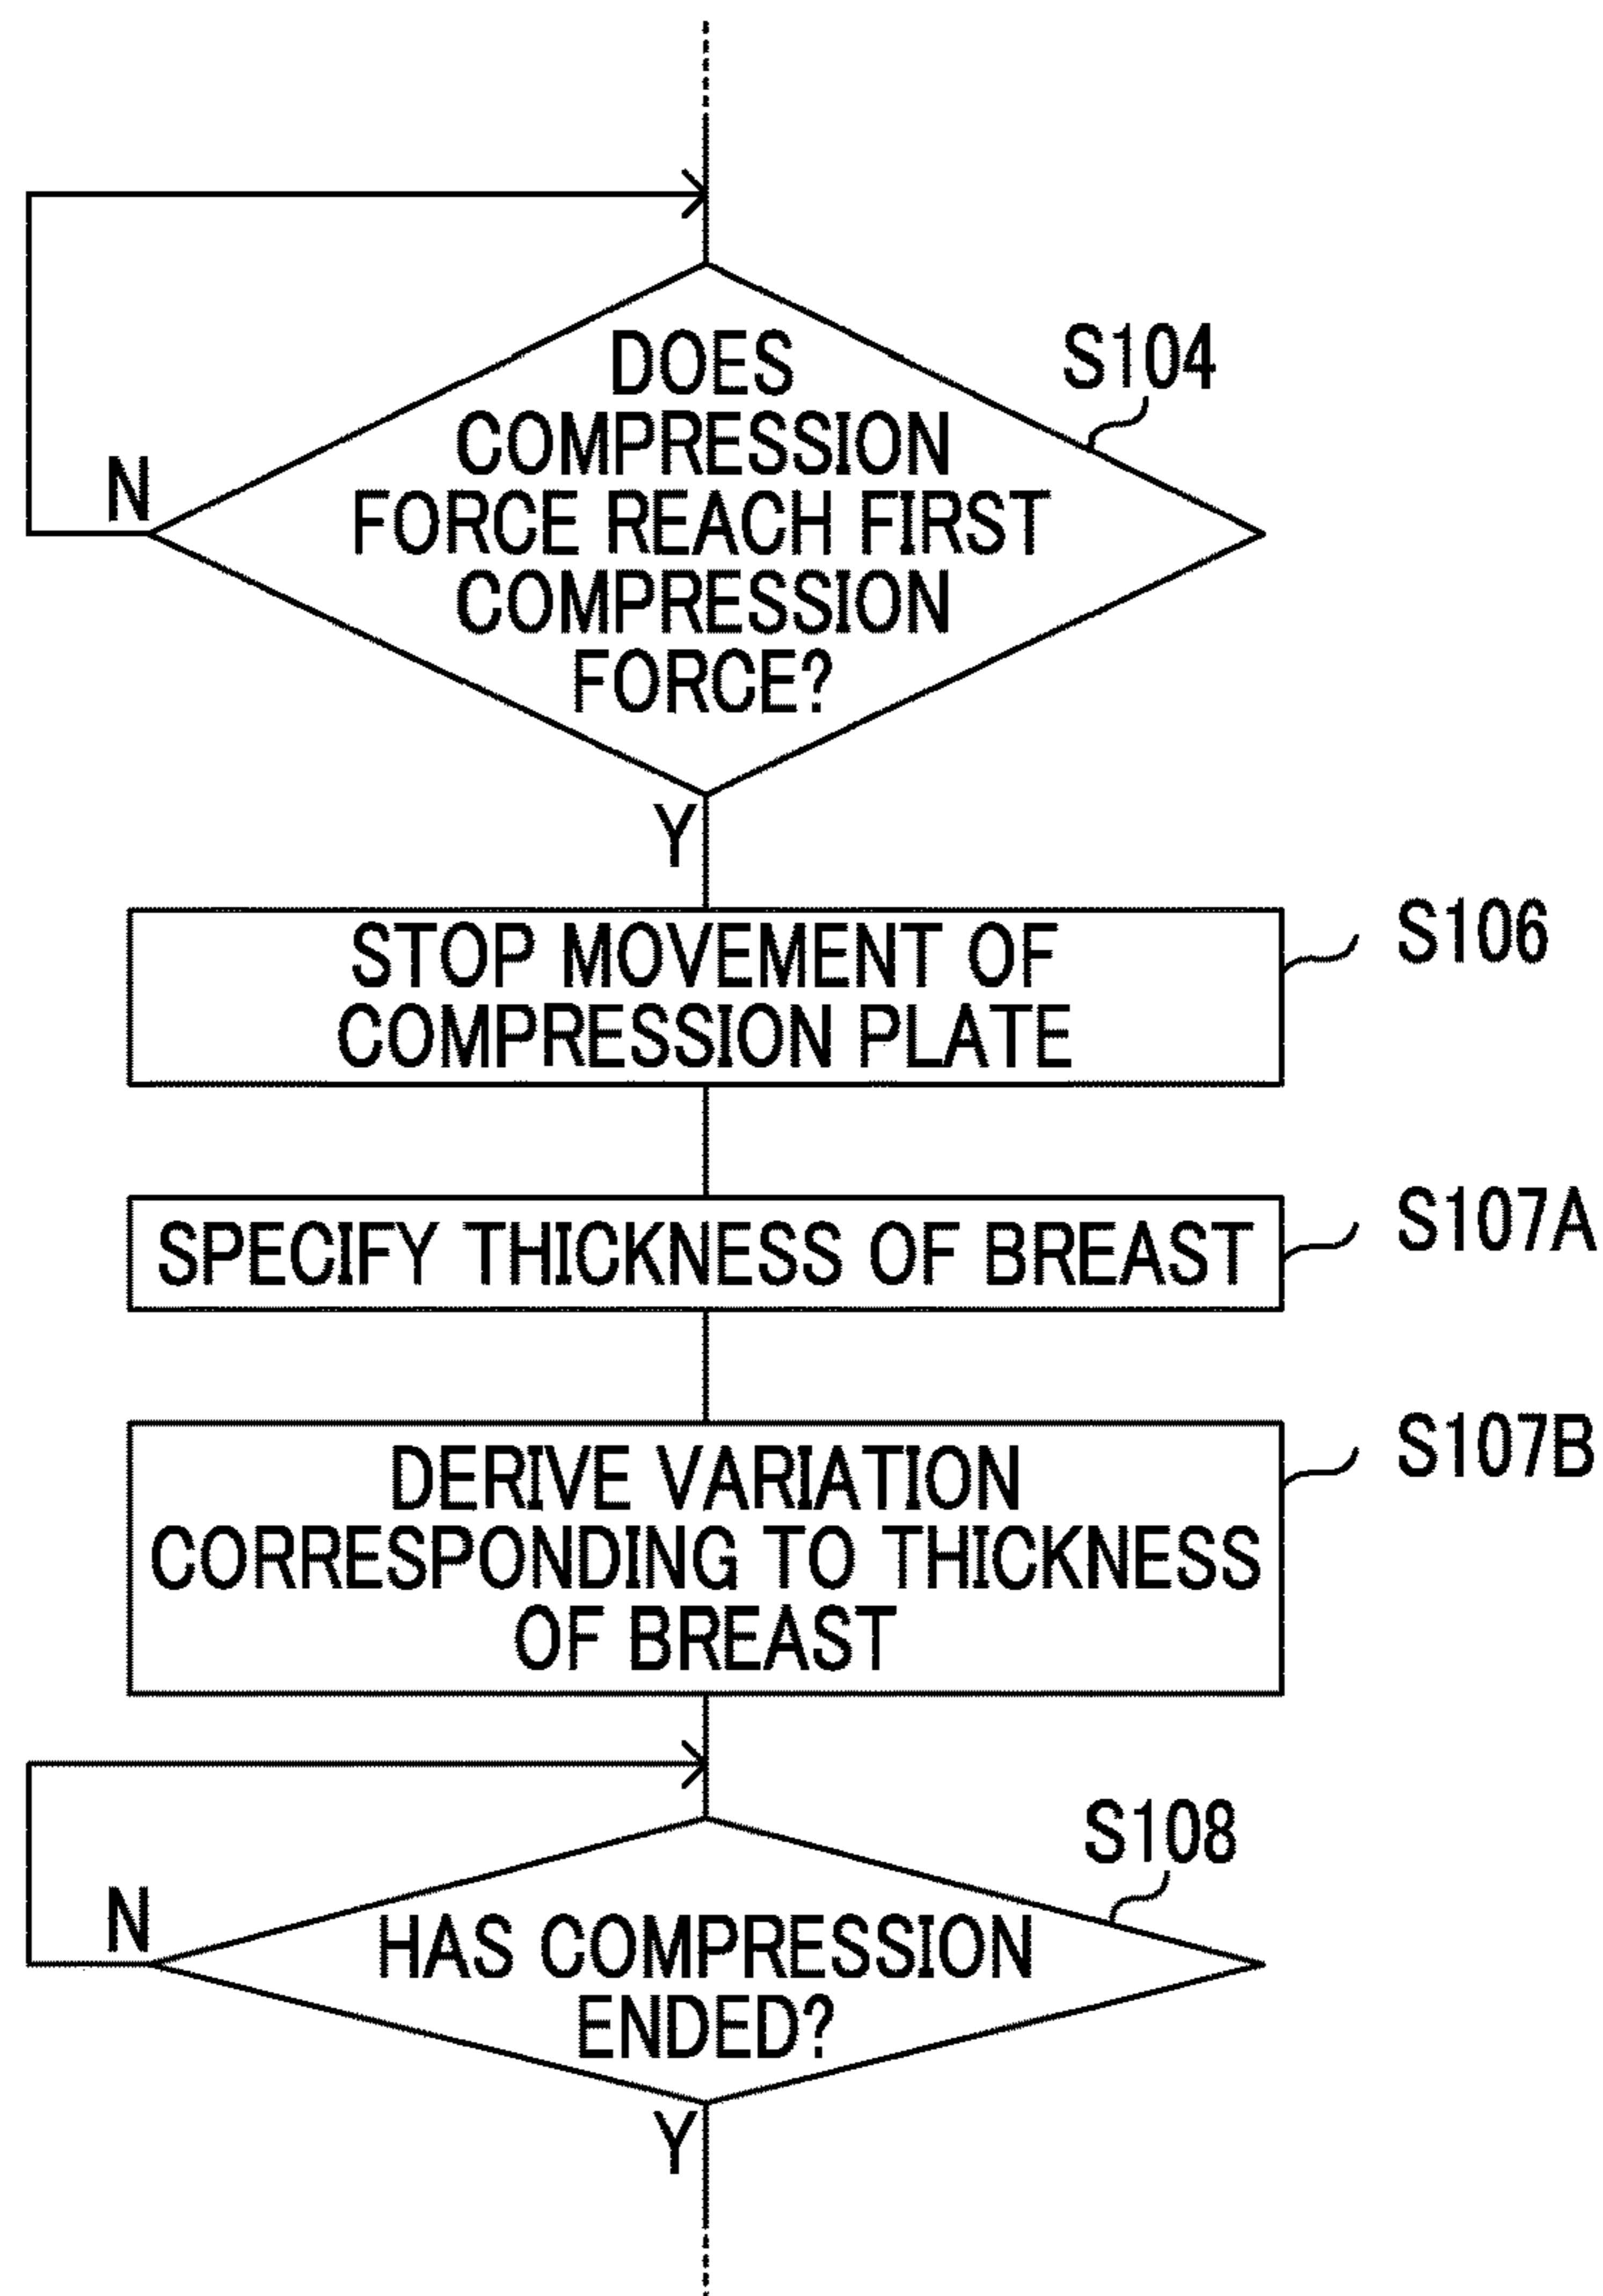 DOES
COMPRESSION
FORCE REACH FIRST
COMPRESSION
FORCE?
S104
N
Y
STOP MOVEMENT OF
COMPRESSION PLATE
S106
SPECIFY THICKNESS OF BREAST
S107A
DERIVE VARIATION
CORRESPONDING TO THICKNESS
OF BREAST
S107B
HAS COMPRESSION
ENDED?
S108
N
Y